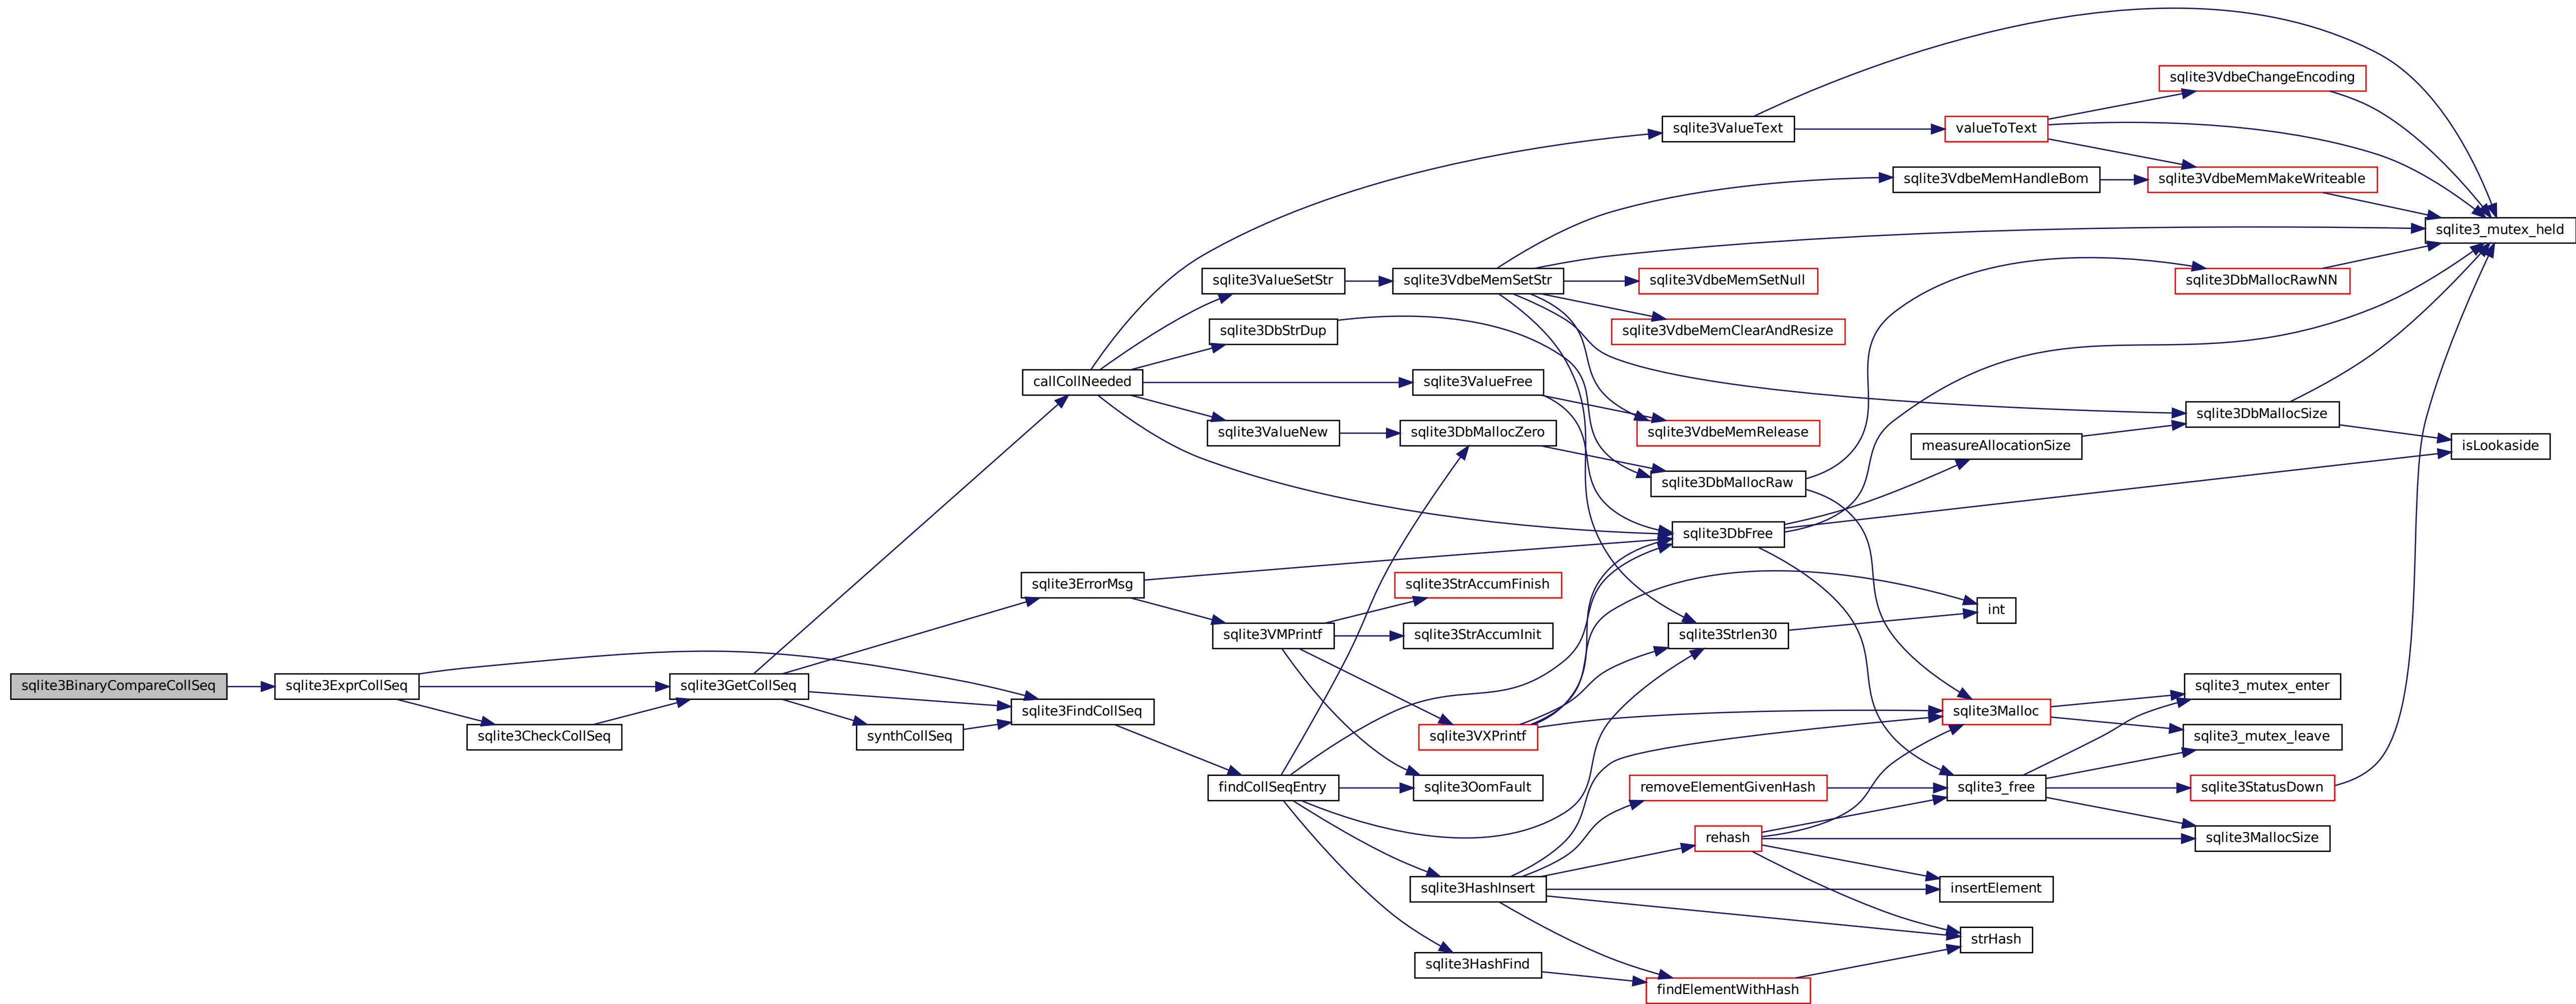 sqlite3VdbeChangeEncoding
sqlite3ValueText
valueToText
sqlite3VdbeMemHandleBom
sqlite3VdbeMemMakeWriteable
sqlite3_mutex_held
sqlite3ValueSetStr
sqlite3VdbeMemSetStr
sqlite3VdbeMemSetNull
sqlite3DbMallocRawNN
sqlite3DbStrDup
sqlite3VdbeMemClearAndResize
callCollNeeded
sqlite3ValueFree
sqlite3DbMallocSize
sqlite3ValueNew
sqlite3DbMallocZero
sqlite3VdbeMemRelease
measureAllocationSize
isLookaside
sqlite3DbMallocRaw
sqlite3DbFree
sqlite3ErrorMsg
sqlite3StrAccumFinish
int
sqlite3VMPrintf
sqlite3StrAccumInit
sqlite3Strlen30
sqlite3BinaryCompareCollSeq
sqlite3ExprCollSeq
sqlite3GetCollSeq
sqlite3_mutex_enter
sqlite3FindCollSeq
sqlite3Malloc
sqlite3CheckCollSeq
synthCollSeq
sqlite3VXPrintf
sqlite3_mutex_leave
findCollSeqEntry
sqlite3OomFault
removeElementGivenHash
sqlite3_free
sqlite3StatusDown
rehash
sqlite3MallocSize
sqlite3HashInsert
insertElement
strHash
sqlite3HashFind
findElementWithHash